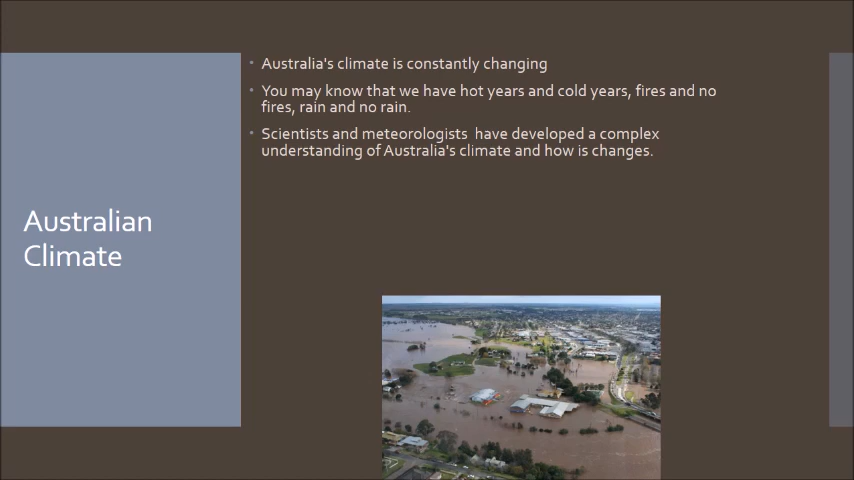 Australian
Climate
Australia's climate is constantly changing
You may know that we have hot years and cold years, fires and no
fires, rain and no rain.
Scientists and meteorologists  have developed a complex
understanding of Australia's climate and how is changes.